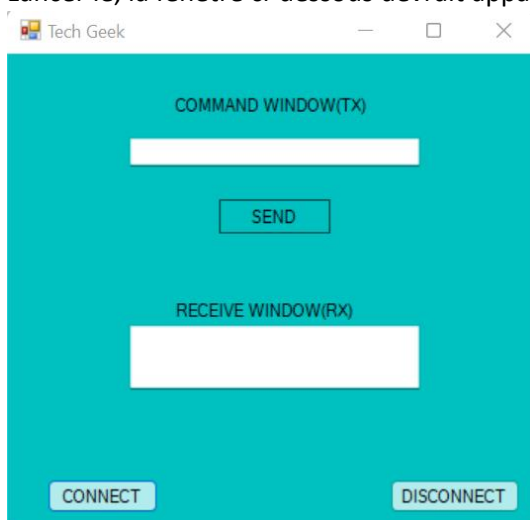 Tech Geek
COMMAND WINDOW(TX)
SEND
RECEIVE WINDOW(RX)
CONNECT
DISCONNECT